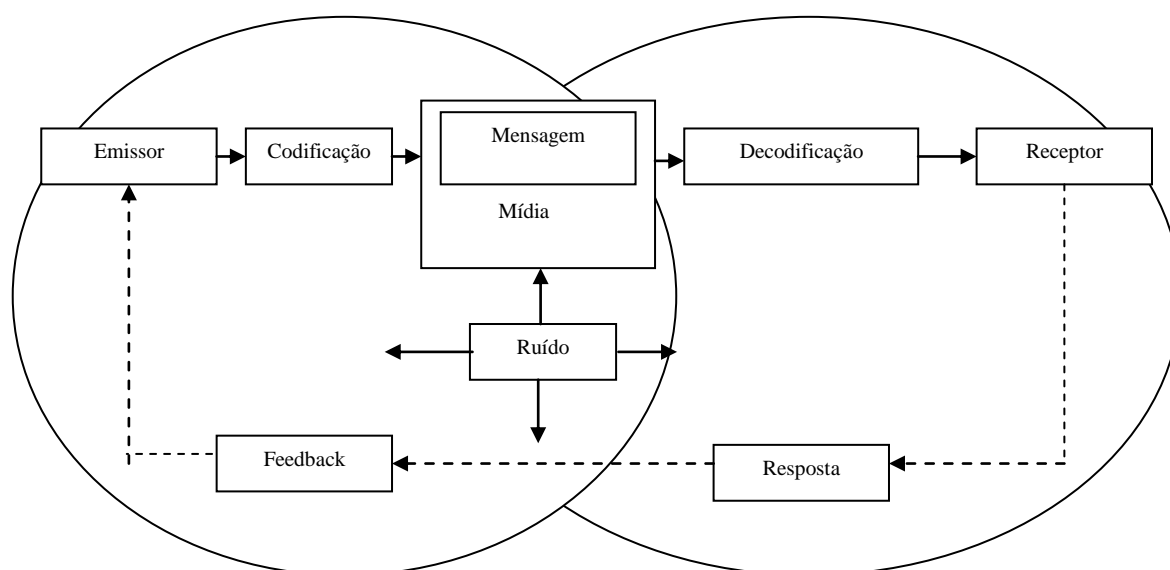 Emissor
Codificação
Mensagem
Mídia
Decodificação
Receptor
Ruído
Feedback
Resposta